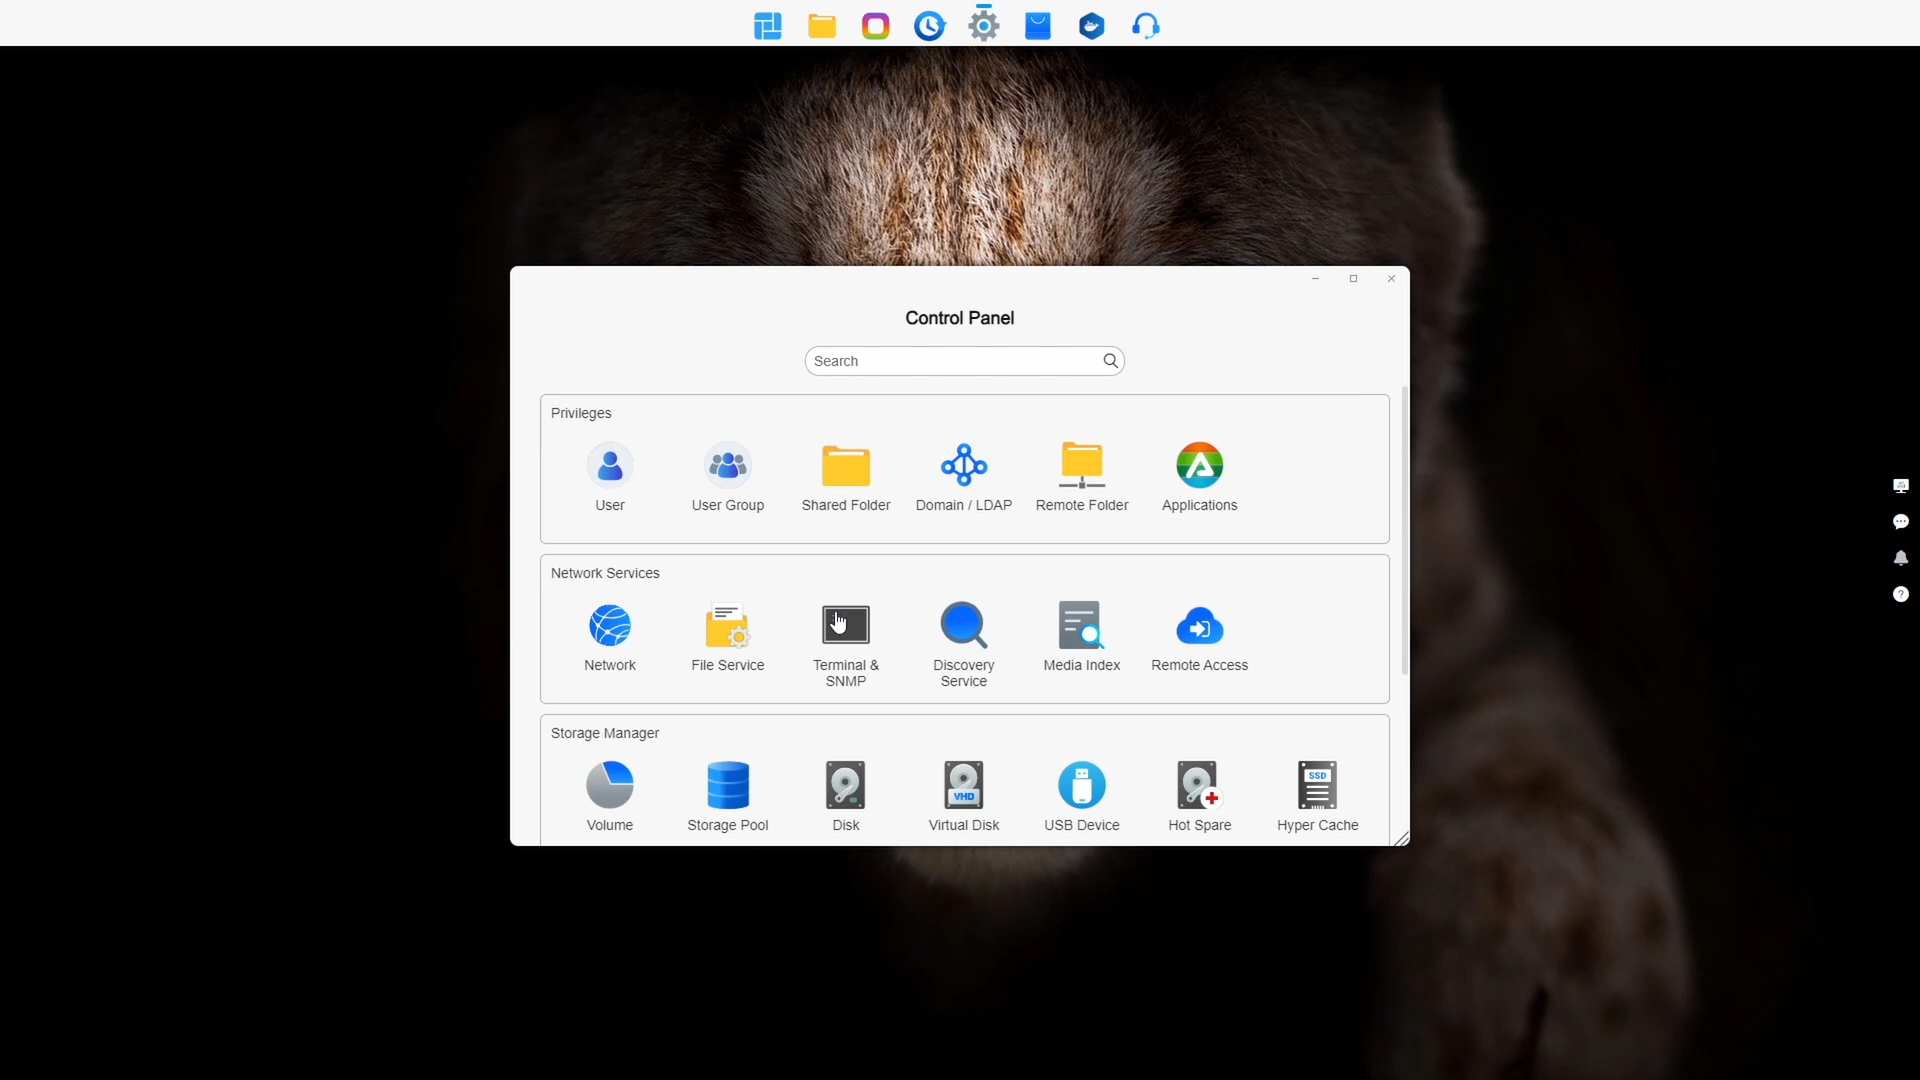 Control Panel
Search
Privileges
User
User Group
Shared Folder
Domain / LDAP
Remote Folder
Applications
Network Services
Network
File Service
Terminal &
SNMP
Discovery
Service
Media Index
Remote Access
Storage Manager
VHD
SSD
Volume
Storage Pool
Disk
Virtual Disk
USB Device
Hot Spare
Hyper Cache